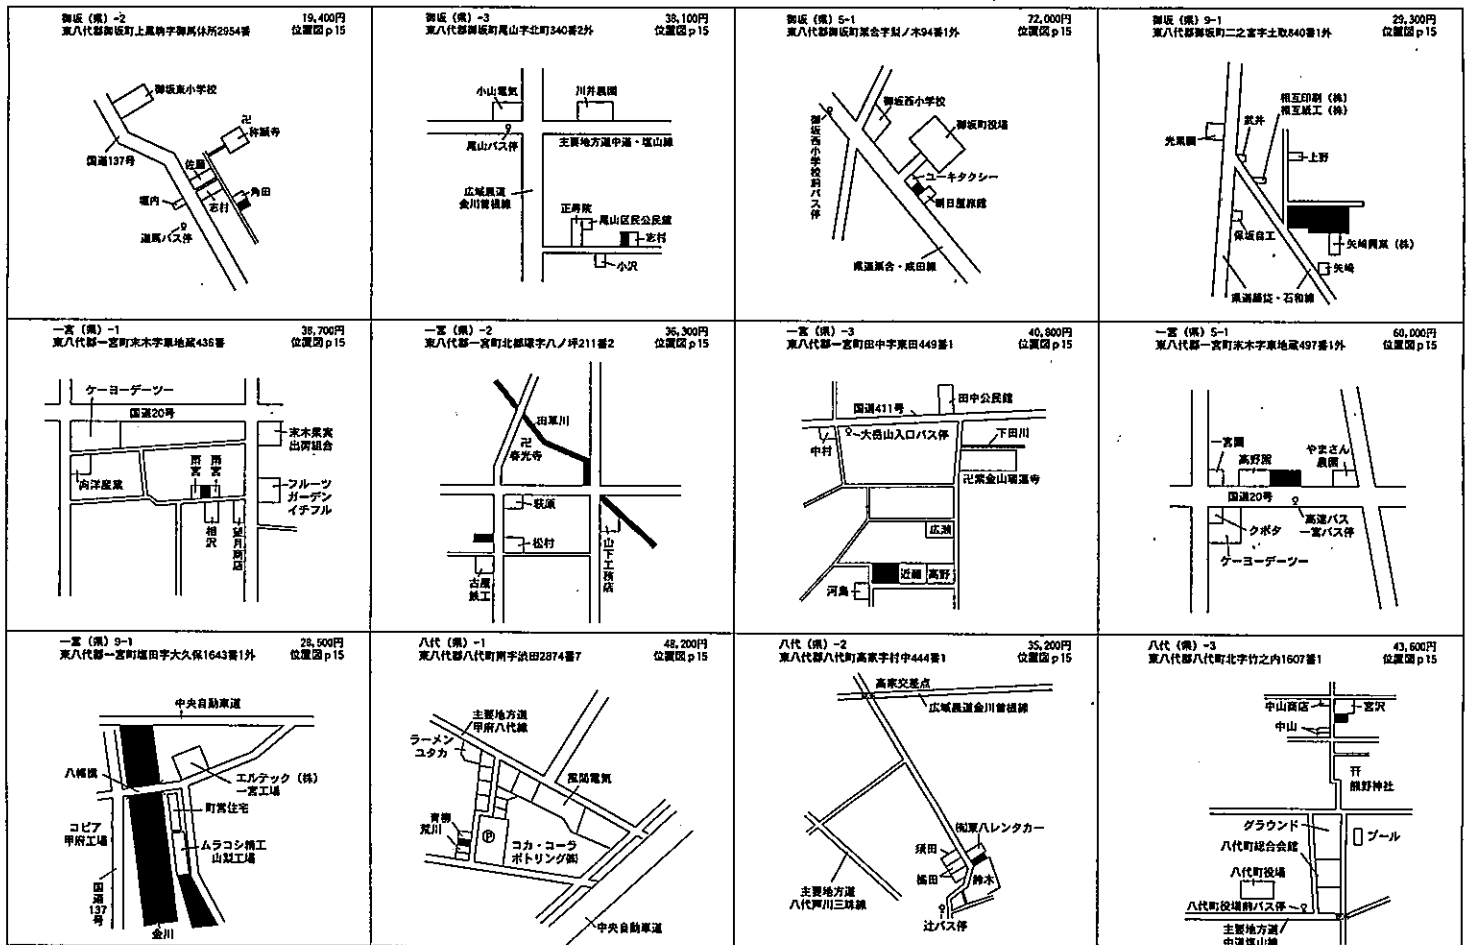 御坂（県）-2 19,400円
東八代郡御坂町上黒駒字御馬休所2954番 位置図p15
御坂東小学校
卍
称願寺
国道137号
佐藤
角田
堀内
志村
道馬バス停
御坂（県）-3 38,100円
東八代郡御坂町尾山字北町340番2外 位置図p15
小山電気
川井農園
尾山バス停
主要地方道中道・塩山線
広域農道
金川曽根線
正寿院
尾山区民公民館
志村
小沢
御坂（県）5-1 72,000円
東八代郡御坂町栗合字梨ノ木94番1外 位置図p15
御坂西小学校
御坂町役場
御坂西小学校前バス停
ユーキタクシー
朝日屋旅館
県道栗合・成田線
御坂（県）9-1 29,300円
東八代郡御坂町二之宮字土取840番1外 位置図p15
相互印刷（株）
相互紙工（株）
武井
光果園
上野
保坂自工
矢崎興業（株）
矢崎
県道藤垈・石和線
一宮（県）-1 38,700円
東八代郡一宮町末木字車地蔵436番 位置図p15
ケーヨーデーツー
国道20号
末木果実
出荷組合
雨宮
雨宮
向洋産業
フルーツ
ガーデン
イチフル
相沢
望月商店
一宮（県）-2 36,300円
東八代郡一宮町北都塚字八ノ坪211番2 位置図p15
田草川
卍
春光寺
萩原
松村
古屋
鉄工
山下工務店
一宮（県）-3 40,800円
東八代郡一宮町田中字東田449番1 位置図p15
田中公民館
国道411号
大岳山入口バス停
下田川
中村
卍紫金山瑞蓮寺
広瀬
近藤
高野
河島
一宮（県）5-1 60,000円
東八代郡一宮町末木字車地蔵497番1外 位置図p15
一宮園
高野園
やまさん
農園
国道20号
クボタ
高速バス
一宮バス停
ケーヨーデーツー
一宮（県）9-1 28,500円
東八代郡一宮町塩田字大久保1643番1外 位置図p15
中央自動車道
八幡橋
エルテック（株）
一宮工場
町営住宅
コピア
甲府工場
ムラコシ精工
山梨工場
国道137号
金川
八代（県）-1 48,200円
東八代郡八代町南字浜田2874番7 位置図p15
主要地方道
甲府八代線
ラーメン
ユタカ
風間電気
青柳
荒川
Ⓟ
コカ・コーラ
ボトリング㈱
中央自動車道
八代（県）-2 35,200円
東八代郡八代町高家字村中444番1 位置図p15
高家交差点
広域農道金川曽根線
㈲東八レンタカー
須田
橘田
鈴木
主要地方道
八代芦川三珠線
辻バス停
八代（県）-3 43,600円
東八代郡八代町北字竹之内1607番1 位置図p15
中山商店
宮沢
中山
⛩
熊野神社
グラウンド
プール
八代町総合会館
八代町役場
八代町役場前バス停
主要地方道
中道塩山線